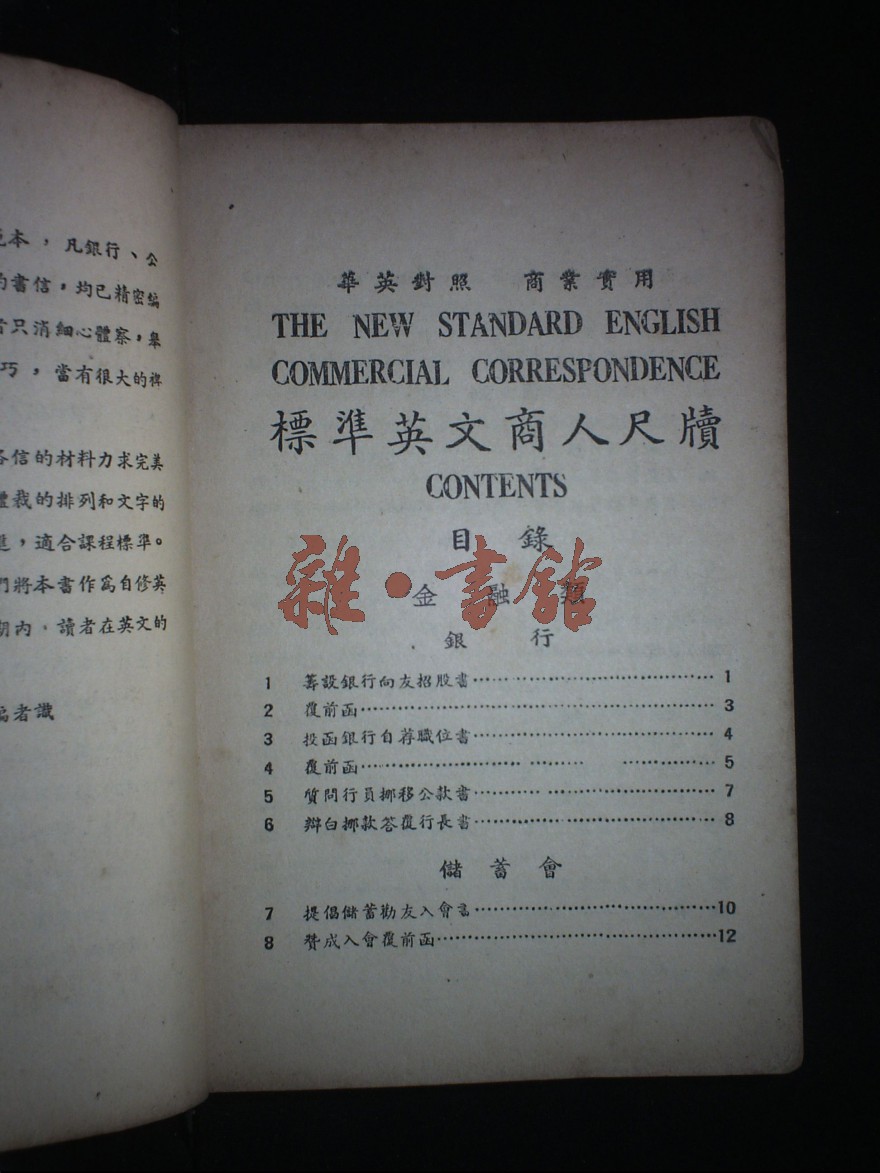 本，凡銀行、公
書信，均已精密編
只消細心體察，舉
巧，當有很大的裨
各信的材料力求完美
體裁的排列和文字的
進，適合課程標準。
們將本書作爲自修英
期內，讀者在英文的
編者識
華英對照 商業實用
THE NEW STANDARD ENGLISH
COMMERCIAL CORRESPONDENCE
標準英文商人尺牘
CONTENTS
目錄
雜·書館
金融類
銀行
1 籌設銀行向友招股書 1
2 覆前函 3
3 投函銀行自荐職位書 4
4 覆前函 5
5 質問行員挪移公款書 7
6 辯白挪款答覆行長書 8
儲蓄會
7 提倡儲蓄勸友入會書 10
8 贊成入會覆前函 12